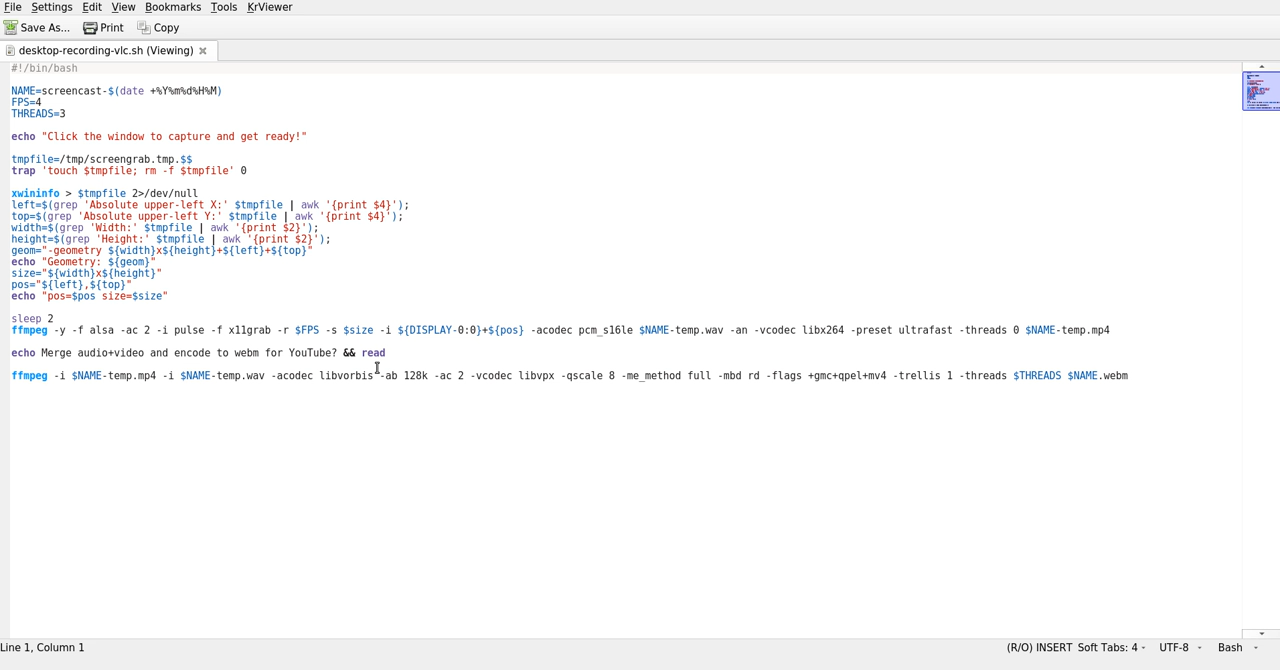 File Settings Edit View Bookmarks Tools KrViewer
Save As... Print Copy
desktop-recording-vlc.sh (Viewing)
#!/bin/bash
NAME=screencast-$(date +%Y%m%d%H%M)
FPS=4
THREADS=3
echo "Click the window to capture and get ready!"
tmpfile=/tmp/screengrab.tmp.$$
trap 'touch $tmpfile; rm -f $tmpfile' 0
xwininfo > $tmpfile 2>/dev/null
left=$(grep 'Absolute upper-left X:' $tmpfile | awk '{print $4}');
top=$(grep 'Absolute upper-left Y:' $tmpfile | awk '{print $4}');
width=$(grep 'Width:' $tmpfile | awk '{print $2}');
height=$(grep 'Height:' $tmpfile | awk '{print $2}');
geom="-geometry ${width}x${height}+${left}+${top}"
echo "Geometry: ${geom}"
size="${width}x${height}"
pos="${left},${top}"
echo "pos=$pos size=$size"
sleep 2
ffmpeg -y -f alsa -ac 2 -i pulse -f x11grab -r $FPS -s $size -i ${DISPLAY-0:0}+${pos} -acodec pcm_s16le $NAME-temp.wav -an -vcodec libx264 -preset ultrafast -threads 0 $NAME-temp.mp4
echo Merge audio+video and encode to webm for YouTube? && read
ffmpeg -i $NAME-temp.mp4 -i $NAME-temp.wav -acodec libvorbis -ab 128k -ac 2 -vcodec libvpx -qscale 8 -me_method full -mbd rd -flags +gmc+qpel+mv4 -trellis 1 -threads $THREADS $NAME.webm
Line 1, Column 1 (R/O) INSERT Soft Tabs: 4 UTF-8 Bash